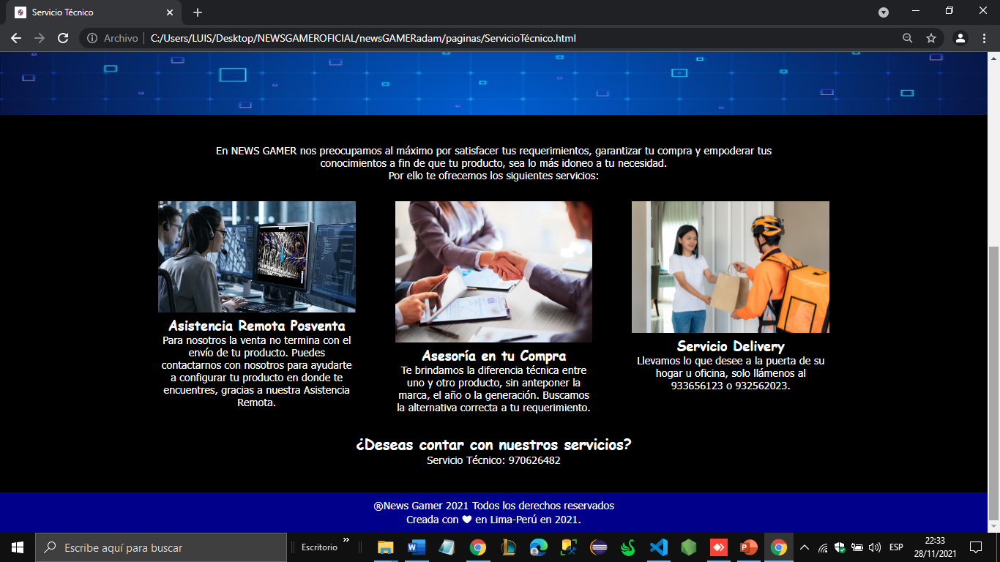 Servicio Técnico
Archivo
C:/Users/LUIS/Desktop/NEWSGAMEROFICIAL/newsGAMERadam/paginas/ServicioTécnico.html
En NEWS GAMER nos preocupamos al máximo por satisfacer tus requerimientos, garantizar tu compra y empoderar tus
conocimientos a fin de que tu producto, sea lo más idoneo a tu necesidad.
Por ello te ofrecemos los siguientes servicios:
Asistencia Remota Posventa
Para nosotros la venta no termina con el
envío de tu producto. Puedes
contactarnos con nosotros para ayudarte
a configurar tu producto en donde te
encuentres, gracias a nuestra Asistencia
Remota.
Asesoría en tu Compra
Te brindamos la diferencia técnica entre
uno y otro producto, sin anteponer la
marca, el año o la generación. Buscamos
la alternativa correcta a tu requerimiento.
Servicio Delivery
Llevamos lo que desee a la puerta de su
hogar u oficina, solo llámenos al
933656123 o 932562023.
¿Deseas contar con nuestros servicios?
Servicio Técnico: 970626482
®News Gamer 2021 Todos los derechos reservados
Creada con ❤ en Lima-Perú en 2021.
Escribe aquí para buscar
Escritorio
ESP
22:33
28/11/2021